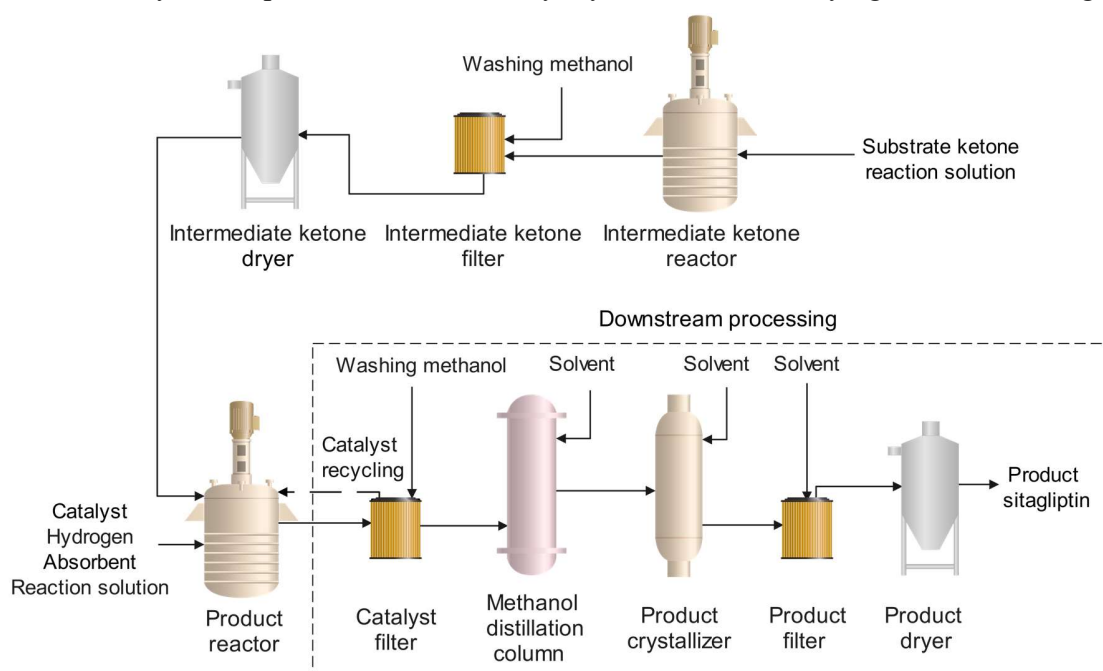 Washing methanol
Substrate ketone
reaction solution
Intermediate ketone
dryer
Intermediate ketone
filter
Intermediate ketone
reactor
Downstream processing
Washing methanol
Solvent
Solvent
Solvent
Catalyst
recycling
Product
sitagliptin
Catalyst
Hydrogen
Absorbent
Reaction solution
Product
reactor
Catalyst
filter
Methanol
distillation
column
Product
crystallizer
Product
filter
Product
dryer